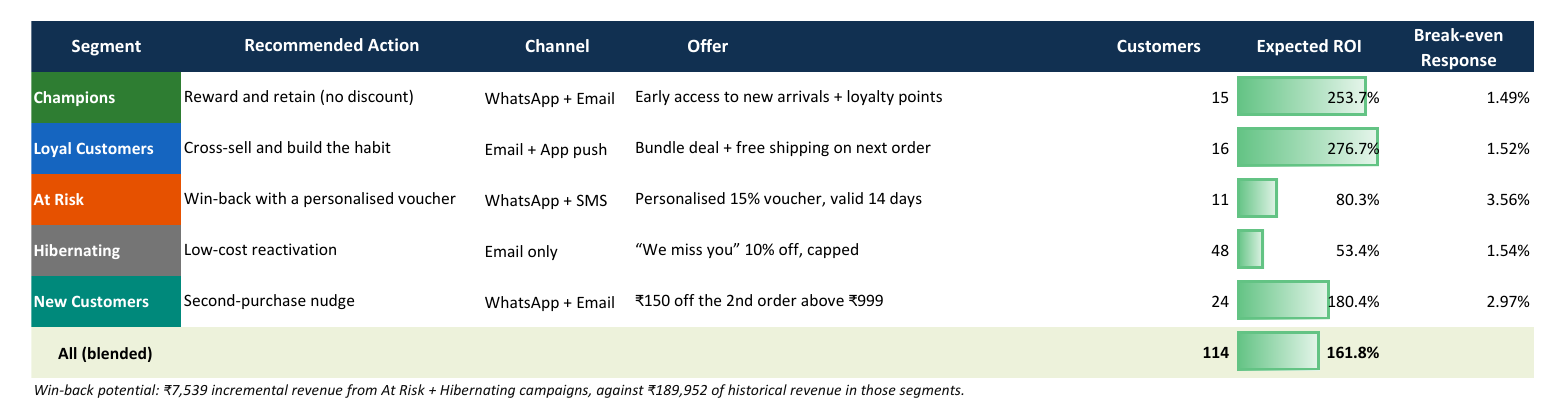 Segment Recommended Action Channel Offer Customers Expected ROI Break-even Response
Champions Reward and retain (no discount) WhatsApp + Email Early access to new arrivals + loyalty points 15 253.7% 1.49%
Loyal Customers Cross-sell and build the habit Email + App push Bundle deal + free shipping on next order 16 276.7% 1.52%
At Risk Win-back with a personalised voucher WhatsApp + SMS Personalised 15% voucher, valid 14 days 11 80.3% 3.56%
Hibernating Low-cost reactivation Email only “We miss you” 10% off, capped 48 53.4% 1.54%
New Customers Second-purchase nudge WhatsApp + Email ₹150 off the 2nd order above ₹999 24 180.4% 2.97%
All (blended) 114 161.8%
Win-back potential: ₹7,539 incremental revenue from At Risk + Hibernating campaigns, against ₹189,952 of historical revenue in those segments.